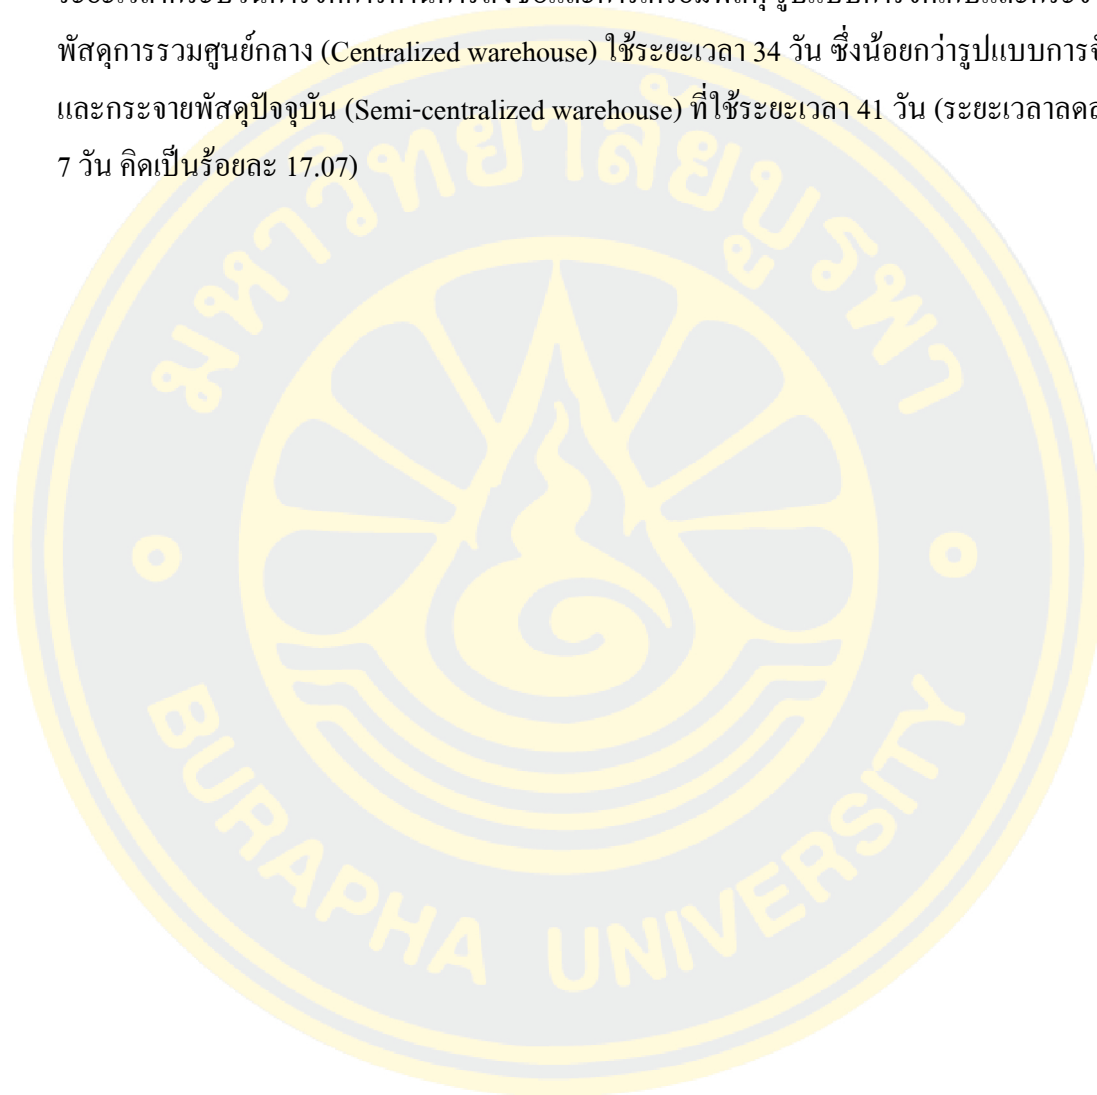 พัสดุการรวมศูนย์กลาง (Centralized warehouse) ใช้ระยะเวลา 34 วัน ซึ่งน้อยกว่ารูปแบบการ
และกระจายพัสดุปัจจุบัน (Semi-centralized warehouse) ที่ใช้ระยะเวลา 41 วัน (ระยะเวลา
7 วัน คิดเป็นร้อยละ 17.07)
มหาวิทยาลัยบูรพา
BURAPHA UNIVERSITY